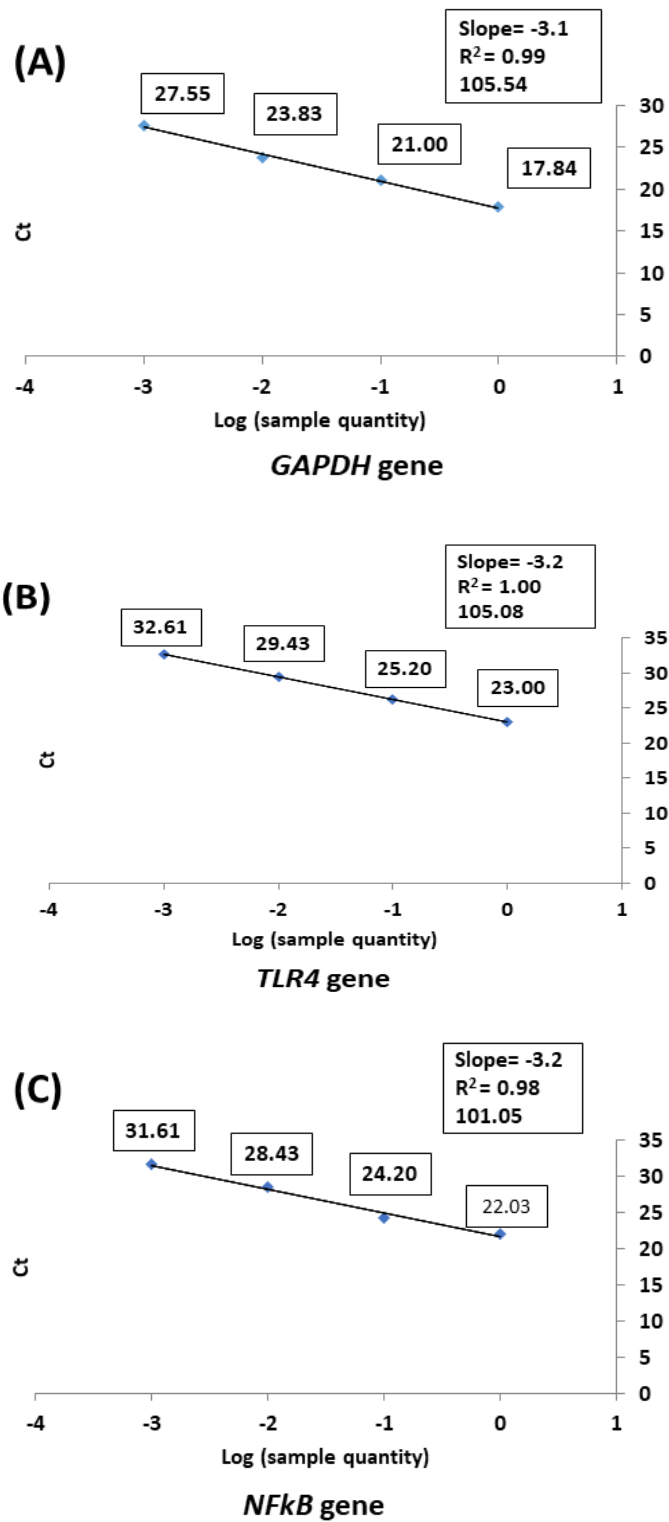 (A)
Slope= -3.1
R² = 0.99
105.54
27.55
23.83
21.00
17.84
30
25
20
15
10
5
0
Ct
-4 -3 -2 -1 0 1
Log (sample quantity)
GAPDH gene
(B)
Slope= -3.2
R² = 1.00
105.08
32.61
29.43
25.20
23.00
35
30
25
20
15
10
5
0
Ct
-4 -3 -2 -1 0 1
Log (sample quantity)
TLR4 gene
(C)
Slope= -3.2
R² = 0.98
101.05
31.61
28.43
24.20
22.03
35
30
25
20
15
10
5
0
Ct
-4 -3 -2 -1 0 1
Log (sample quantity)
NFkB gene